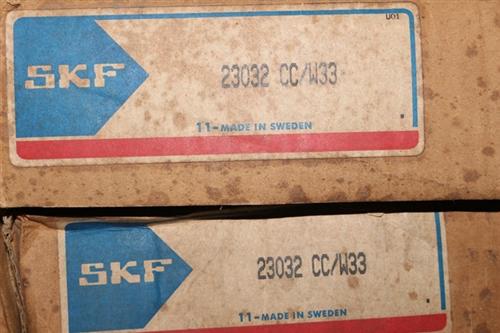 U01
SKF 23032 CC/W33
11-MADE IN SWEDEN
SKF 23032 CC/W33
11-MADE IN SWEDEN